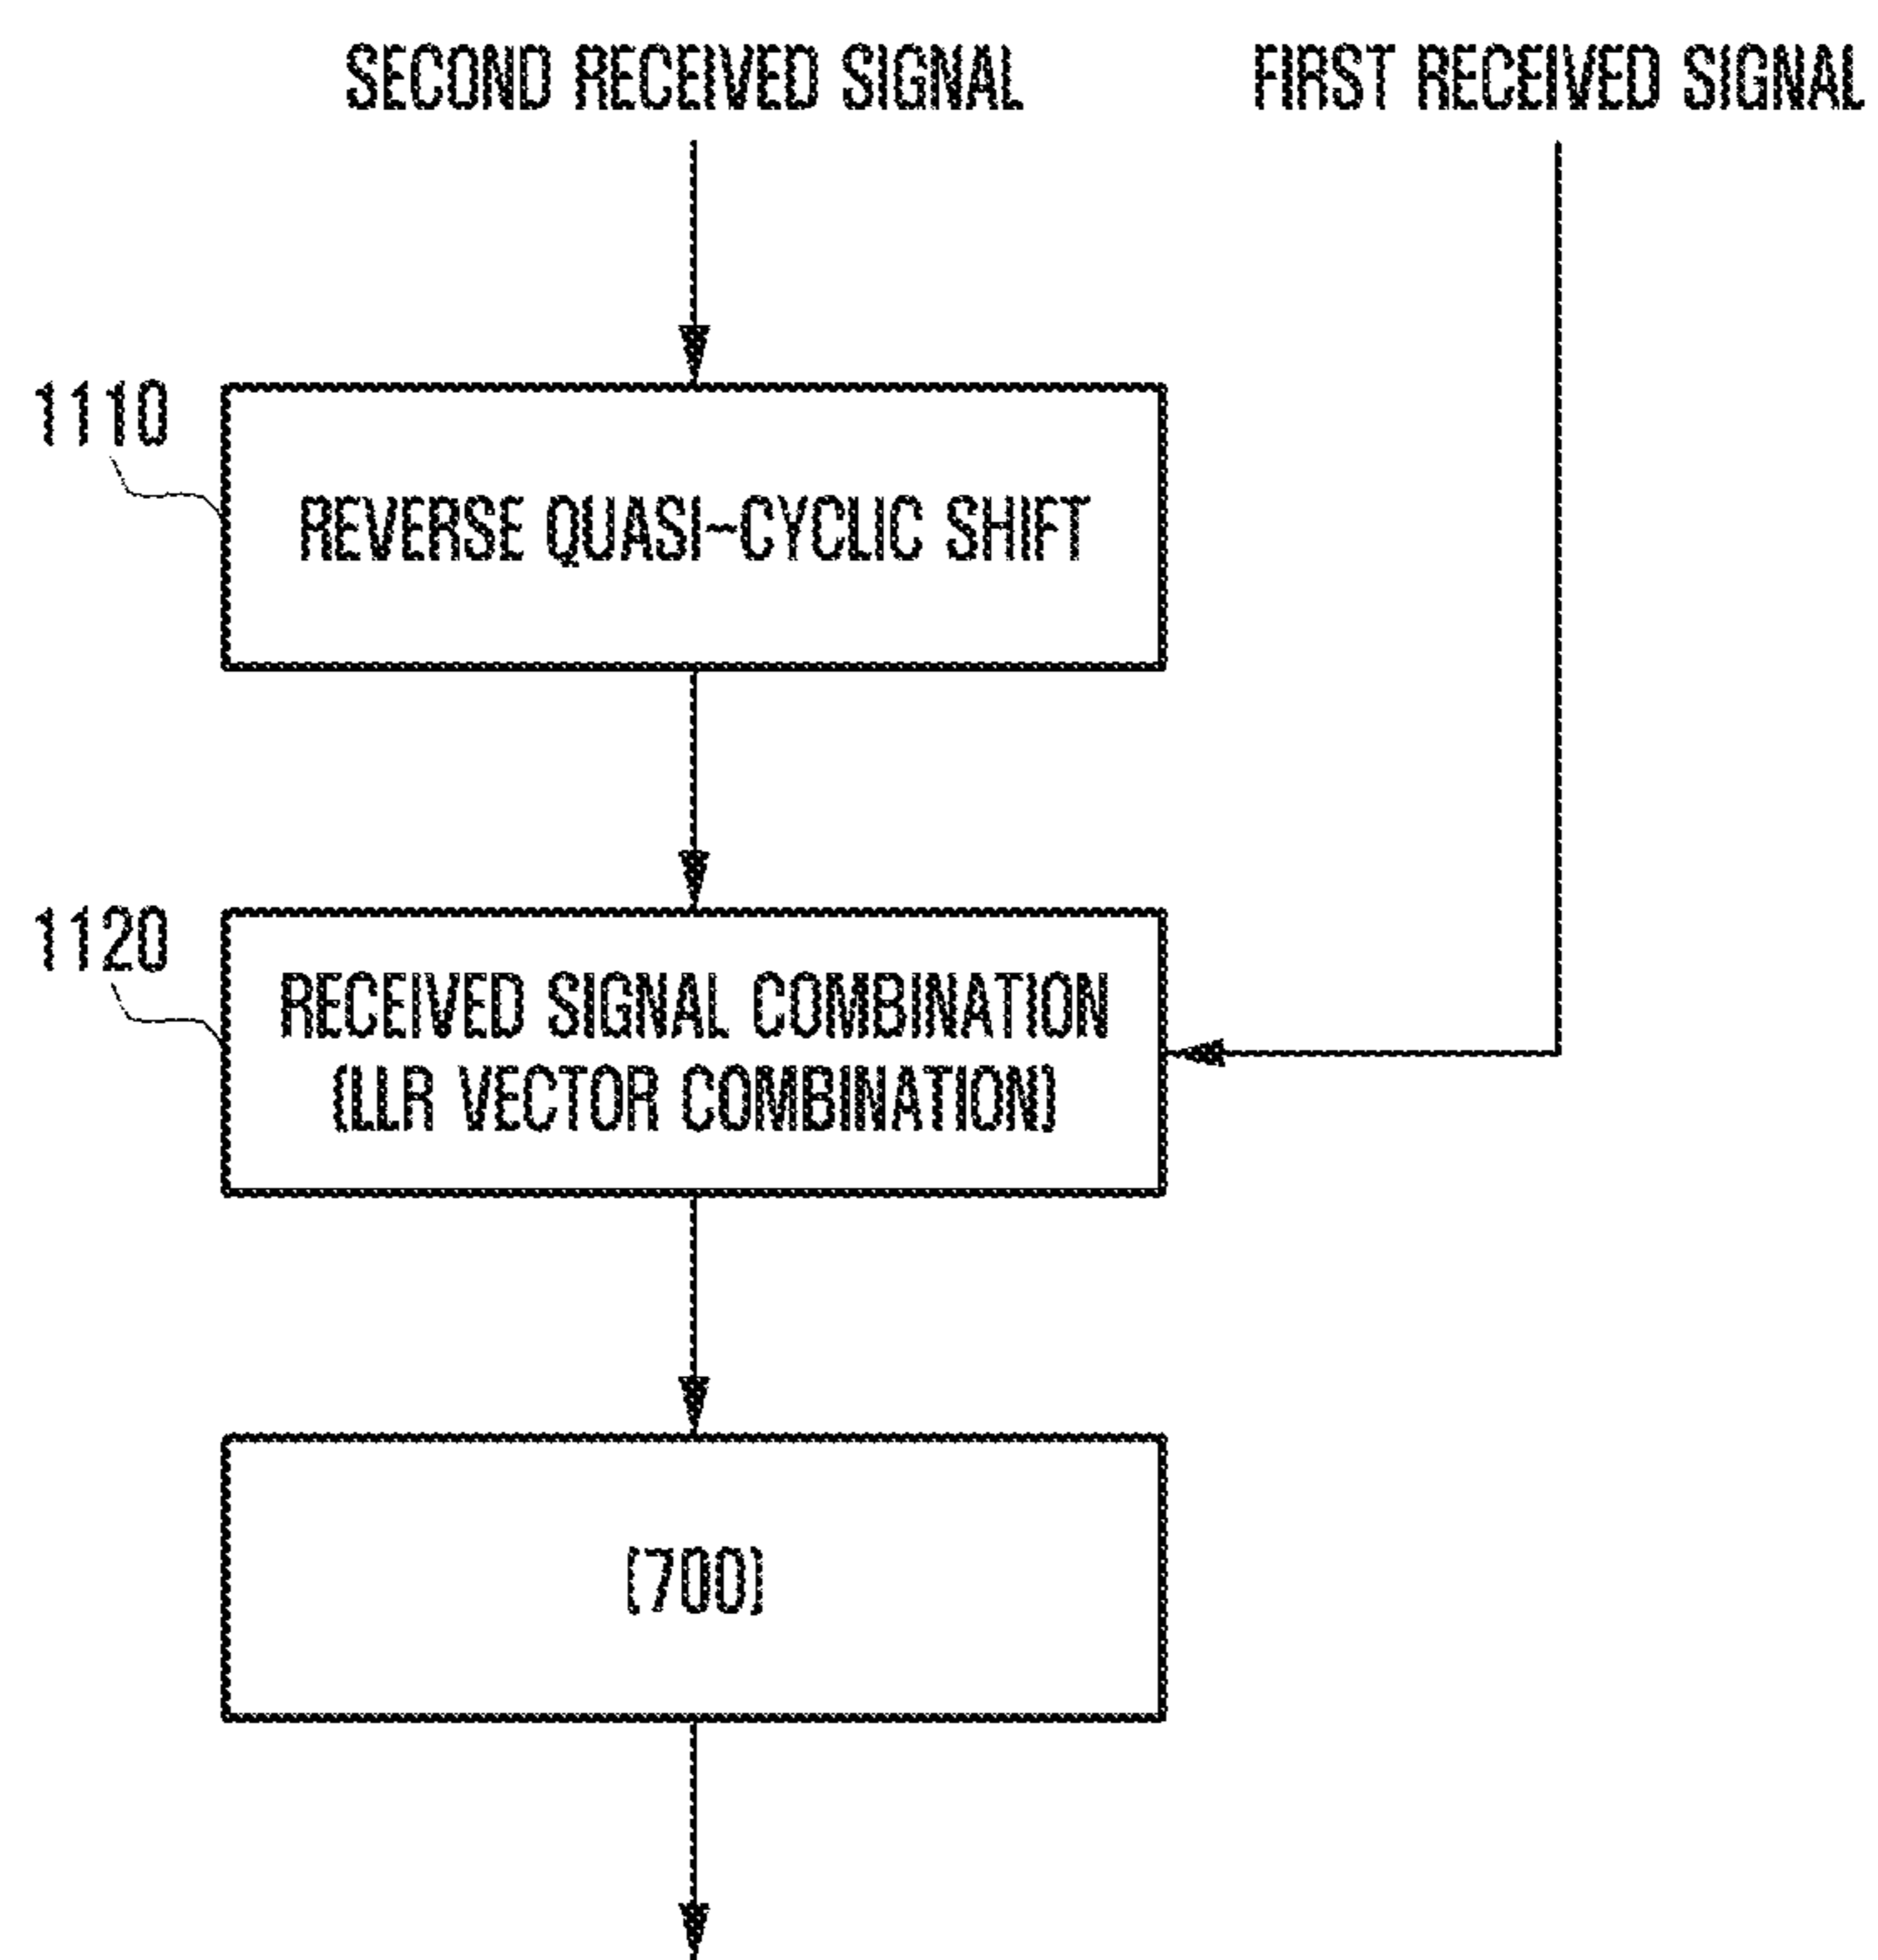 SECOND RECEIVED SIGNAL
FIRST RECEIVED SIGNAL
1110
REVERSE QUASI-CYCLIC SHIFT
1120
RECEIVED SIGNAL COMBINATION
(LLR VECTOR COMBINATION)
(700)